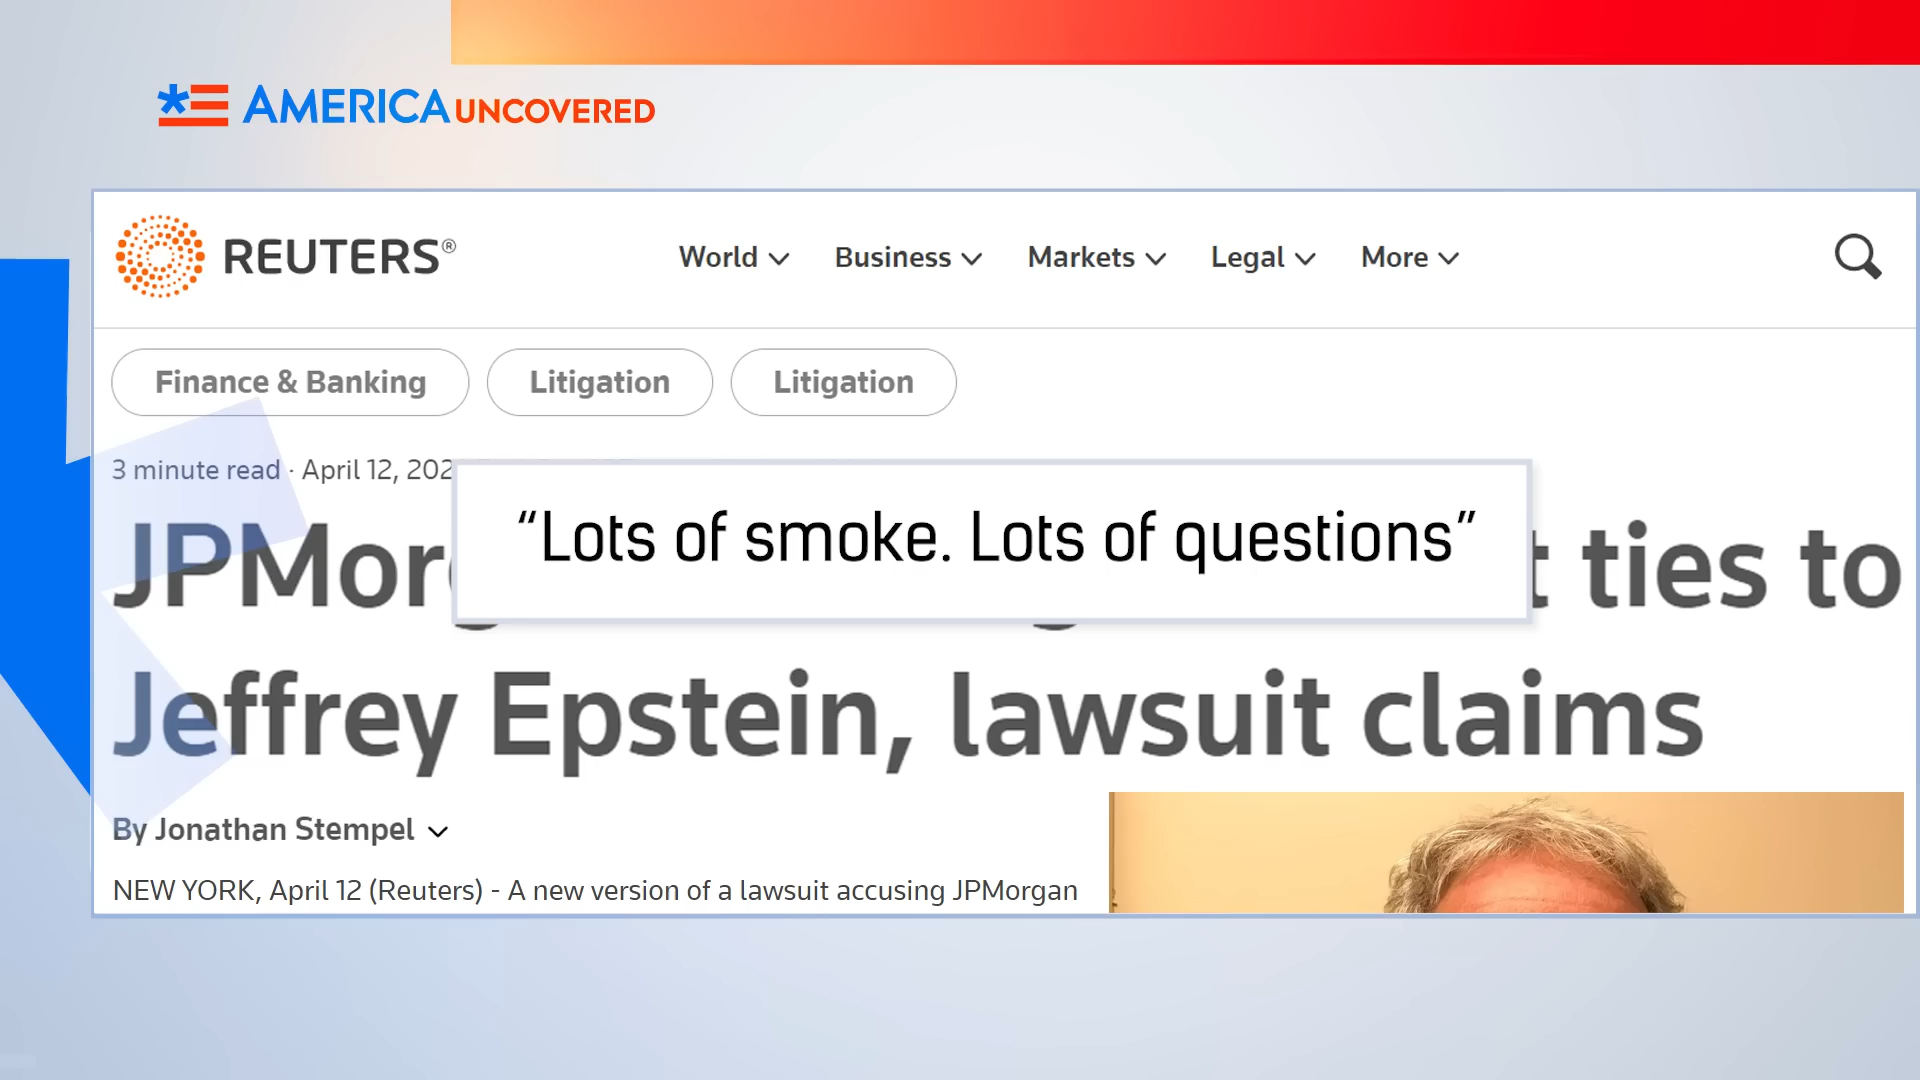 AMERICA UNCOVERED
REUTERS®
World Business Markets Legal More
Finance & Banking Litigation Litigation
3 minute read · April 12, 202
“Lots of smoke. Lots of questions”
ties to
Jeffrey Epstein, lawsuit claims
By Jonathan Stempel
NEW YORK, April 12 (Reuters) - A new version of a lawsuit accusing JPMorgan